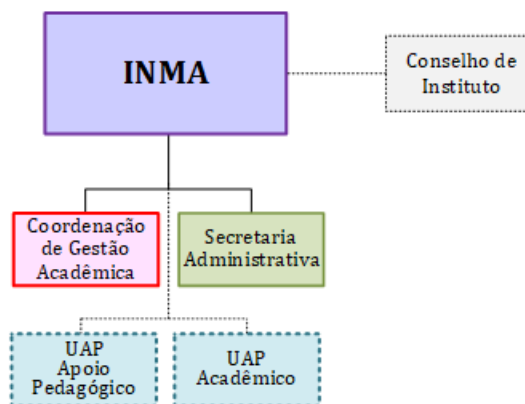 INMA
Conselho de
Instituto
Coordenação
de Gestão
Acadêmica
Secretaria
Administrativa
UAP
Apoio
Pedagógico
UAP
Acadêmico